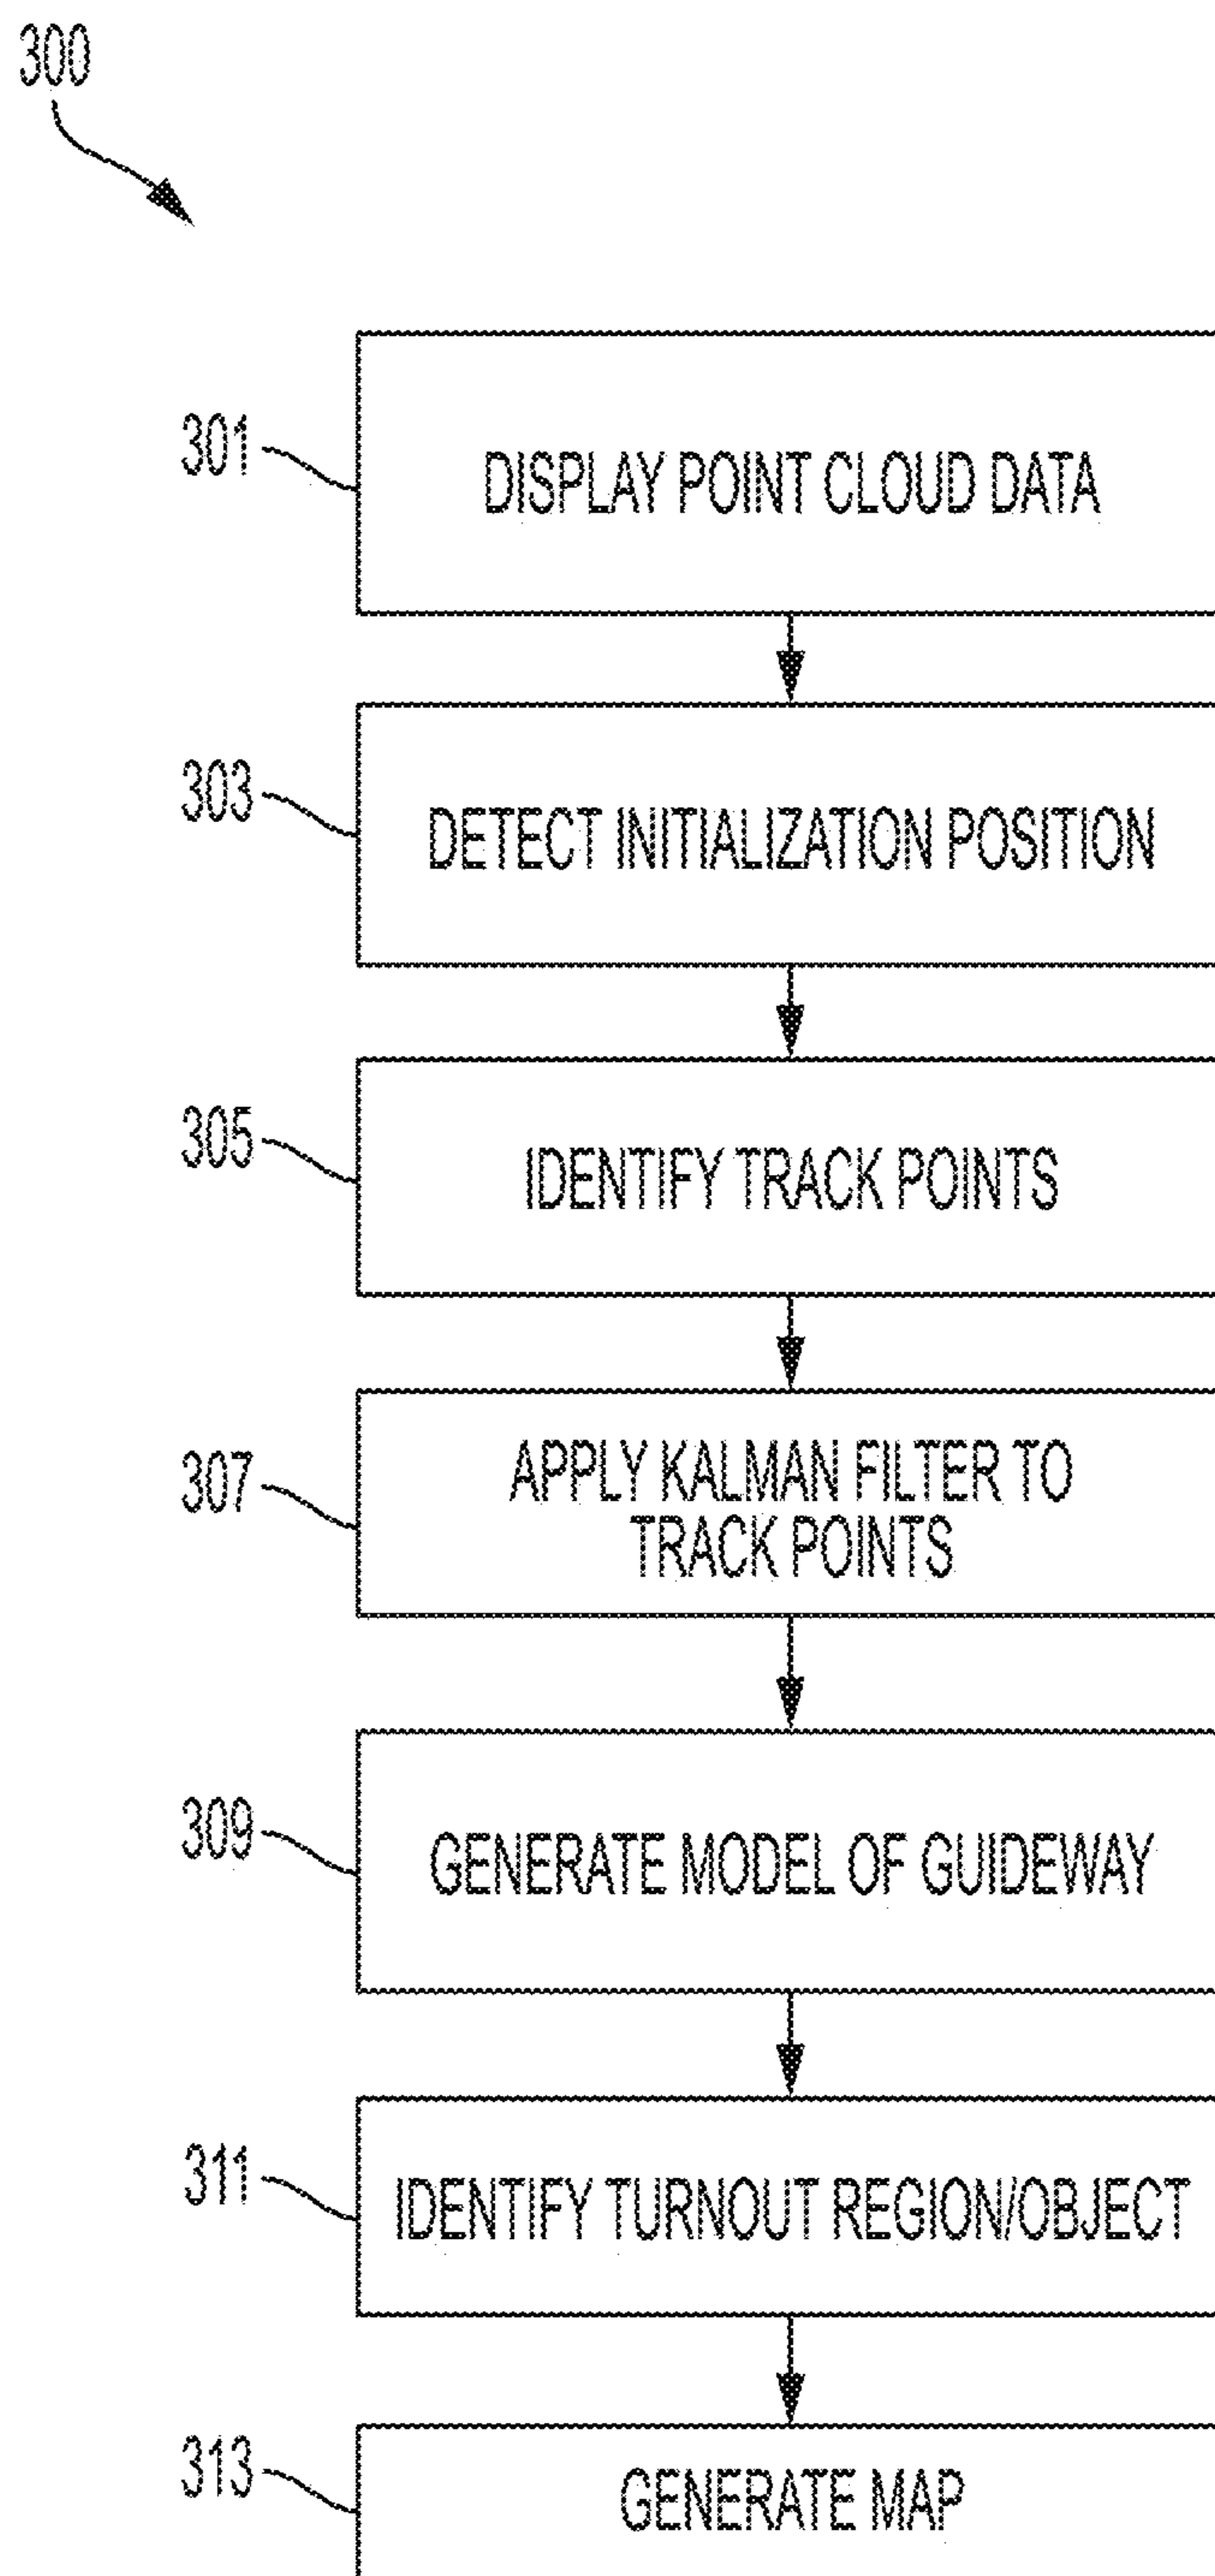 300
301
DISPLAY POINT CLOUD DATA
303
DETECT INITIALIZATION POSITION
305
IDENTIFY TRACK POINTS
307
APPLY KALMAN FILTER TO
TRACK POINTS
309
GENERATE MODEL OF GUIDEWAY
311
IDENTIFY TURNOUT REGION/OBJECT
313
GENERATE MAP